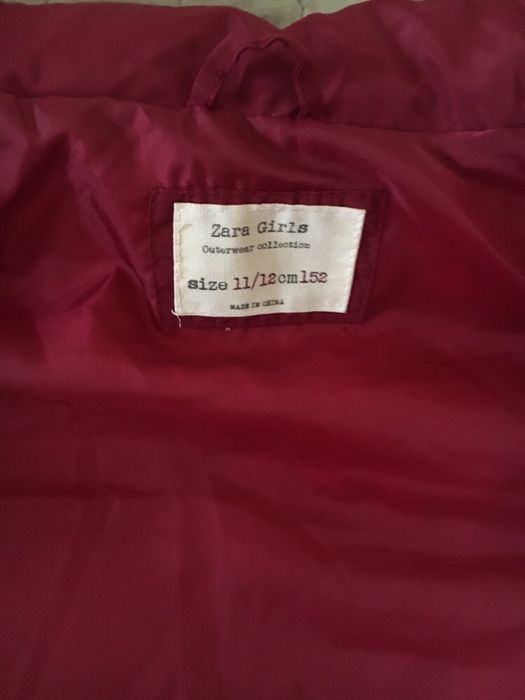 Zara Girls
Outerwear collection
size 11/12cm152
MADE IN CHINA